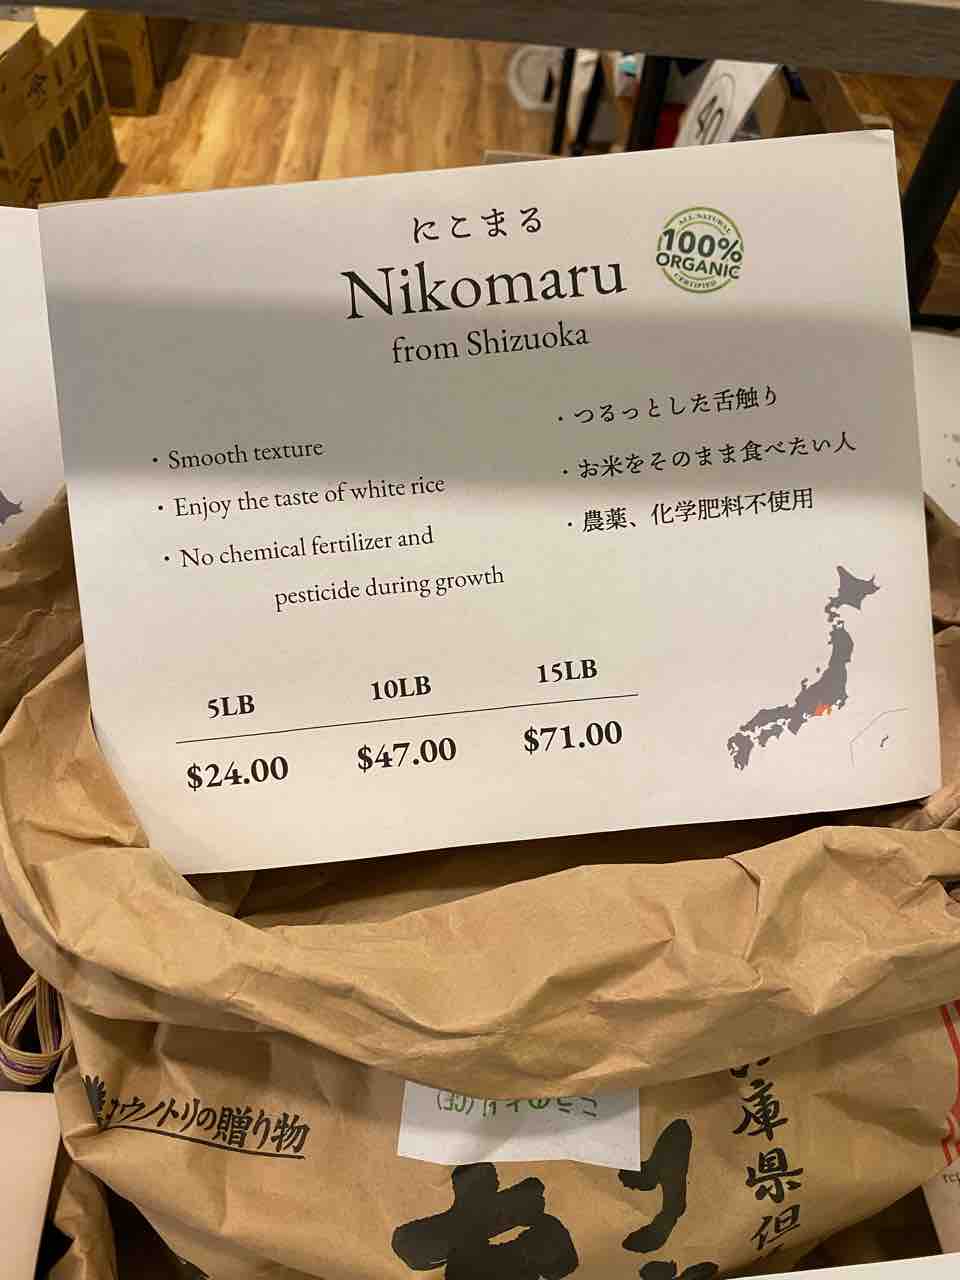 にこまる
Nikomaru
from Shizuoka
ALL NATURAL
100%
ORGANIC
CERTIFIED
・Smooth texture
・Enjoy the taste of white rice
・No chemical fertilizer and
pesticide during growth
・つるっとした舌触り
・お米をそのまま食べたい人
・農薬、化学肥料不使用
5LB 10LB 15LB
$24.00 $47.00 $71.00
40
ウノトリの贈り物
庫県但